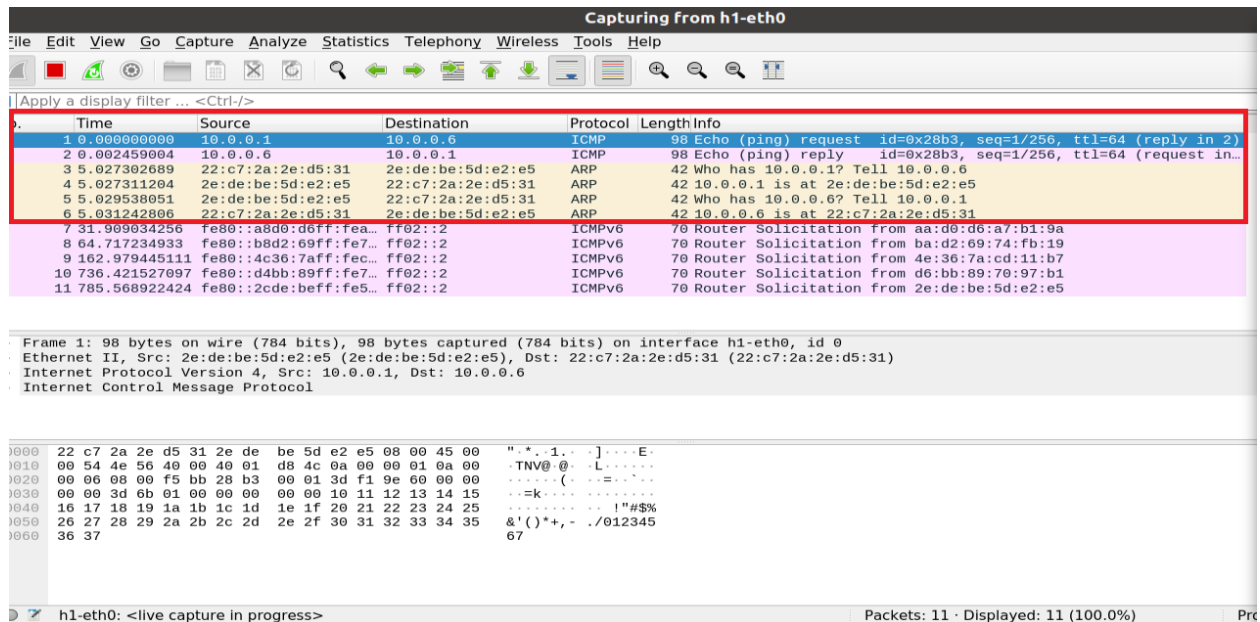 Capturing from h1-eth0
File Edit View Go Capture Analyze Statistics Telephony Wireless Tools Help
Apply a display filter ... <Ctrl-/>
Time Source Destination Protocol Length Info
1 0.000000000 10.0.0.1 10.0.0.6 ICMP 98 Echo (ping) request id=0x28b3, seq=1/256, ttl=64 (reply in 2)
2 0.002459004 10.0.0.6 10.0.0.1 ICMP 98 Echo (ping) reply id=0x28b3, seq=1/256, ttl=64 (request in…
3 5.027302689 22:c7:2a:2e:d5:31 2e:de:be:5d:e2:e5 ARP 42 Who has 10.0.0.1? Tell 10.0.0.6
4 5.027311204 2e:de:be:5d:e2:e5 22:c7:2a:2e:d5:31 ARP 42 10.0.0.1 is at 2e:de:be:5d:e2:e5
5 5.029538051 2e:de:be:5d:e2:e5 22:c7:2a:2e:d5:31 ARP 42 Who has 10.0.0.6? Tell 10.0.0.1
6 5.031242806 22:c7:2a:2e:d5:31 2e:de:be:5d:e2:e5 ARP 42 10.0.0.6 is at 22:c7:2a:2e:d5:31
7 31.909034256 fe80::a8d0:d6ff:fea… ff02::2 ICMPv6 70 Router Solicitation from aa:d0:d6:a7:b1:9a
8 64.717234933 fe80::b8d2:69ff:fe7… ff02::2 ICMPv6 70 Router Solicitation from ba:d2:69:74:fb:19
9 162.979445111 fe80::4c36:7aff:fec… ff02::2 ICMPv6 70 Router Solicitation from 4e:36:7a:cd:11:b7
10 736.421527097 fe80::d4bb:89ff:fe7… ff02::2 ICMPv6 70 Router Solicitation from d6:bb:89:70:97:b1
11 785.568922424 fe80::2cde:beff:fe5… ff02::2 ICMPv6 70 Router Solicitation from 2e:de:be:5d:e2:e5
Frame 1: 98 bytes on wire (784 bits), 98 bytes captured (784 bits) on interface h1-eth0, id 0
Ethernet II, Src: 2e:de:be:5d:e2:e5 (2e:de:be:5d:e2:e5), Dst: 22:c7:2a:2e:d5:31 (22:c7:2a:2e:d5:31)
Internet Protocol Version 4, Src: 10.0.0.1, Dst: 10.0.0.6
Internet Control Message Protocol
0000 22 c7 2a 2e d5 31 2e de be 5d e2 e5 08 00 45 00 "·*.·1.· ·]····E·
0010 00 54 4e 56 40 00 40 01 d8 4c 0a 00 00 01 0a 00 ·TNV@·@· ·L······
0020 00 06 08 00 f5 bb 28 b3 00 01 3d f1 9e 60 00 00 ······(· ··=··`··
0030 00 00 3d 6b 01 00 00 00 00 00 10 11 12 13 14 15 ··=k···· ········
0040 16 17 18 19 1a 1b 1c 1d 1e 1f 20 21 22 23 24 25 ········ ·· !"#$%
0050 26 27 28 29 2a 2b 2c 2d 2e 2f 30 31 32 33 34 35 &'()*+,- ./012345
0060 36 37 67
h1-eth0: <live capture in progress> Packets: 11 · Displayed: 11 (100.0%) Pro